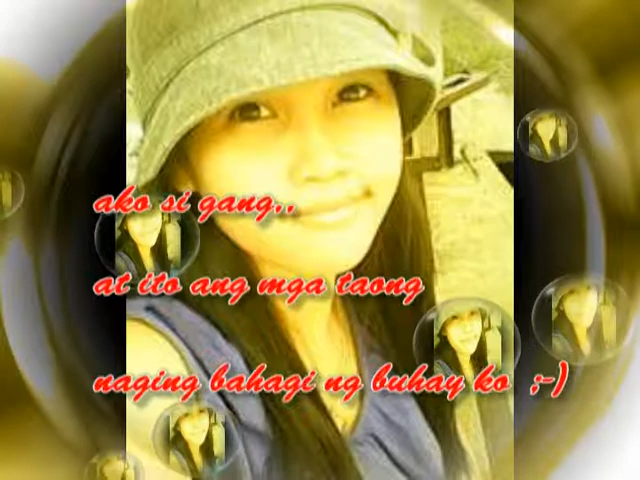 ako si gang..
at ito ang mga taong
naging bahagi ng buhay ko ;-)